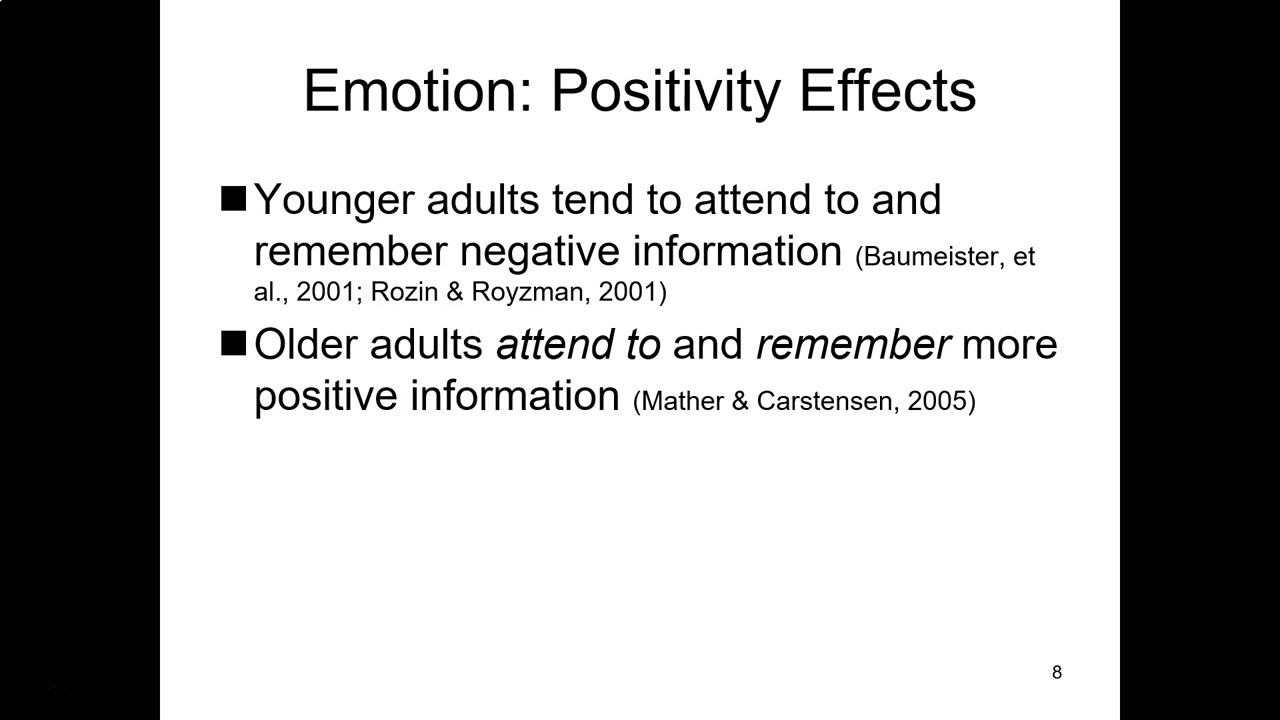 Emotion: Positivity Effects
■ Younger adults tend to attend to and
remember negative information (Baumeister, et
al., 2001; Rozin & Royzman, 2001)
■ Older adults attend to and remember more
positive information (Mather & Carstensen, 2005)
8